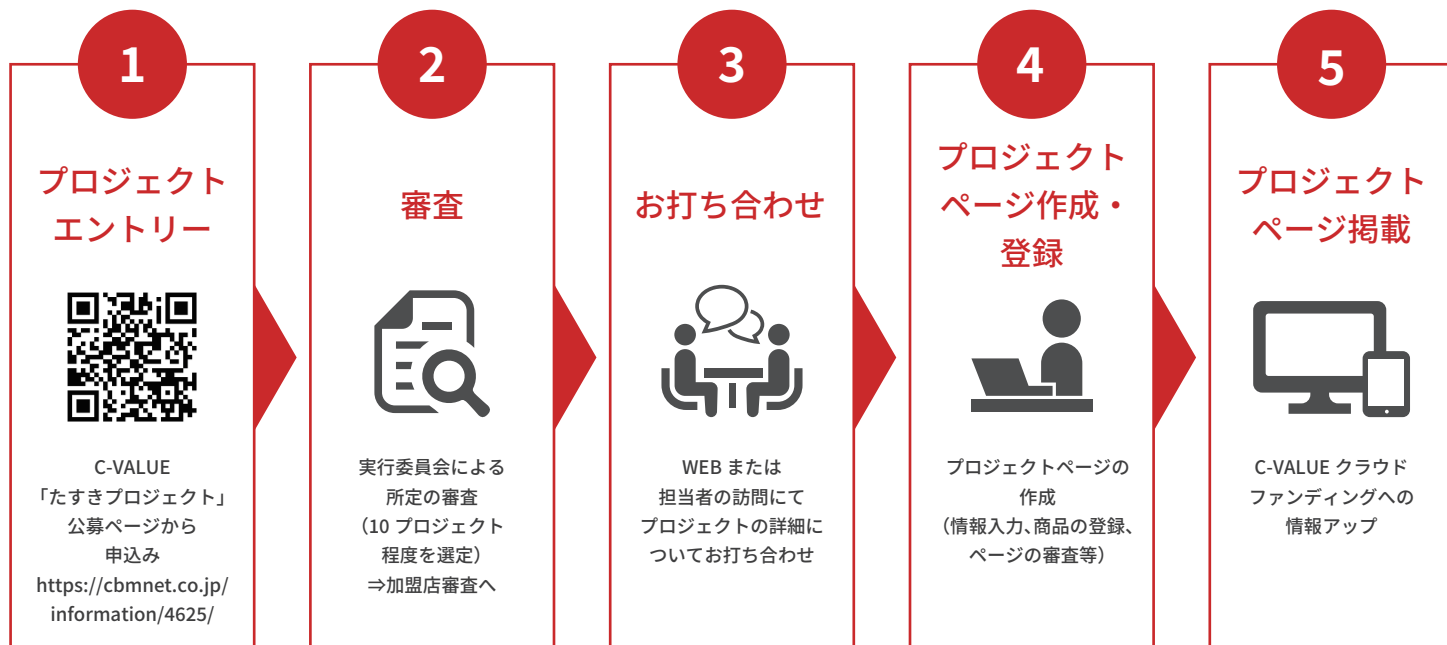 1
プロジェクト
エントリー
C-VALUE
「たすきプロジェクト」
公募ページから
申込み
https://cbmnet.co.jp/
information/4625/
2
審査
実行委員会による
所定の審査
（10 プロジェクト
程度を選定）
⇒加盟店審査へ
3
お打ち合わせ
WEB または
担当者の訪問にて
プロジェクトの詳細に
ついてお打ち合わせ
4
プロジェクト
ページ作成・
登録
プロジェクトページの
作成
（情報入力、商品の登録、
ページの審査等）
5
プロジェクト
ページ掲載
C-VALUE クラウド
ファンディングへの
情報アップ